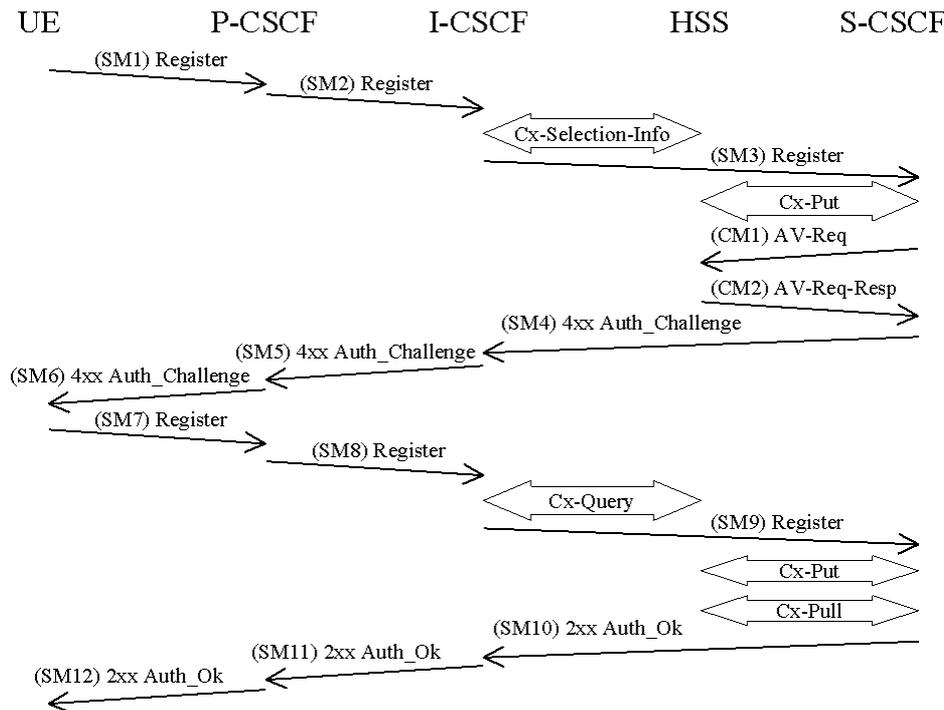 UE P-CSCF I-CSCF HSS S-CSCF
(SM1) Register
(SM2) Register
Cx-Selection-Info
(SM3) Register
Cx-Put
(CM1) AV-Req
(CM2) AV-Req-Resp
(SM4) 4xx Auth_Challenge
(SM5) 4xx Auth_Challenge
(SM6) 4xx Auth_Challenge
(SM7) Register
(SM8) Register
Cx-Query
(SM9) Register
Cx-Put
Cx-Pull
(SM10) 2xx Auth_Ok
(SM11) 2xx Auth_Ok
(SM12) 2xx Auth_Ok